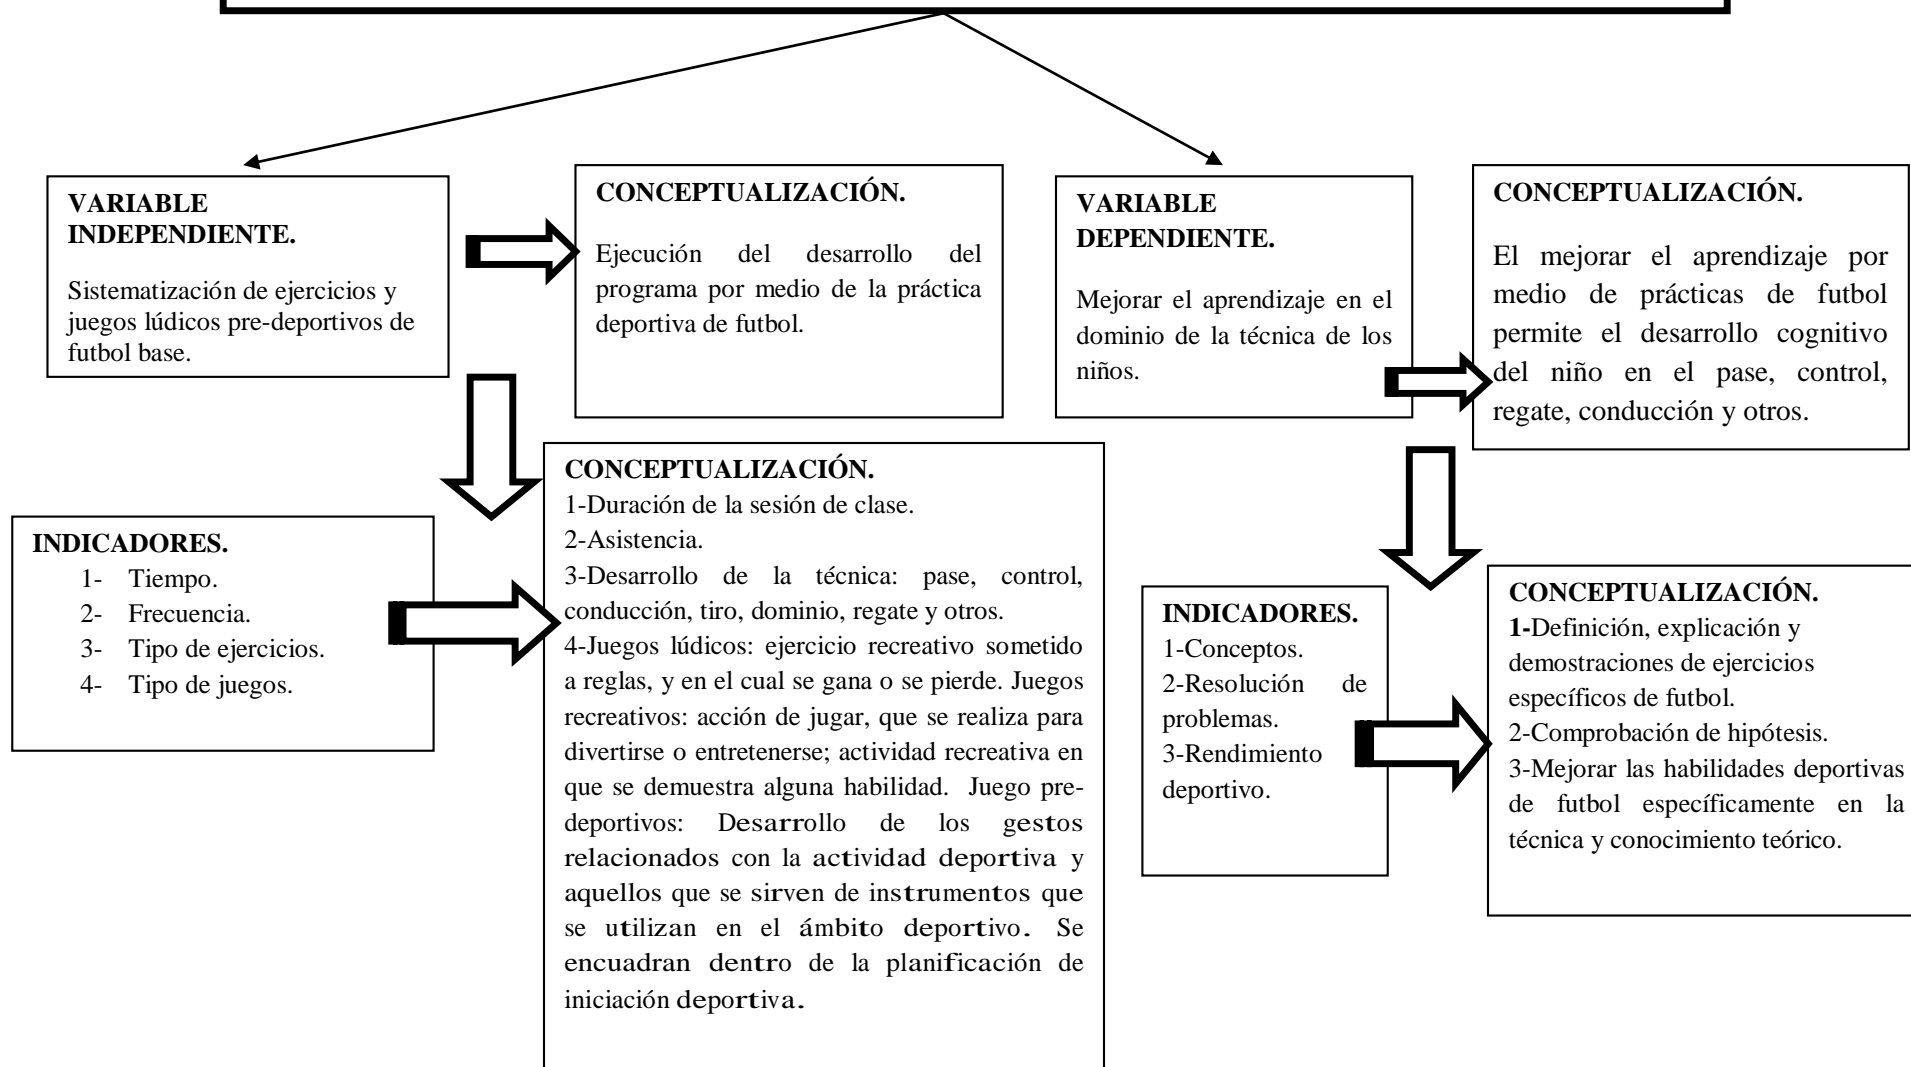 VARIABLE
INDEPENDIENTE.
Sistematización de ejercicios y
juegos lúdicos pre-deportivos de
futbol base.
CONCEPTUALIZACIÓN.
Ejecución del desarrollo del
programa por medio de la práctica
deportiva de futbol.
VARIABLE
DEPENDIENTE.
Mejorar el aprendizaje en el
dominio de la técnica de los
niños.
CONCEPTUALIZACIÓN.
El mejorar el aprendizaje por
medio de prácticas de futbol
permite el desarrollo cognitivo
del niño en el pase, control,
regate, conducción y otros.
INDICADORES.
1- Tiempo.
2- Frecuencia.
3- Tipo de ejercicios.
4- Tipo de juegos.
CONCEPTUALIZACIÓN.
1-Duración de la sesión de clase.
2-Asistencia.
3-Desarrollo de la técnica: pase, control,
conducción, tiro, dominio, regate y otros.
4-Juegos lúdicos: ejercicio recreativo sometido
a reglas, y en el cual se gana o se pierde. Juegos
recreativos: acción de jugar, que se realiza para
divertirse o entretenerse; actividad recreativa en
que se demuestra alguna habilidad. Juego pre-
deportivos: Desarrollo de los gestos
relacionados con la actividad deportiva y
aquellos que se sirven de instrumentos que
se utilizan en el ámbito deportivo. Se
encuadran dentro de la planificación de
iniciación deportiva.
INDICADORES.
1-Conceptos.
2-Resolución de
problemas.
3-Rendimiento
deportivo.
CONCEPTUALIZACIÓN.
1-Definición, explicación y
demostraciones de ejercicios
específicos de futbol.
2-Comprobación de hipótesis.
3-Mejorar las habilidades deportivas
de futbol específicamente en la
técnica y conocimiento teórico.